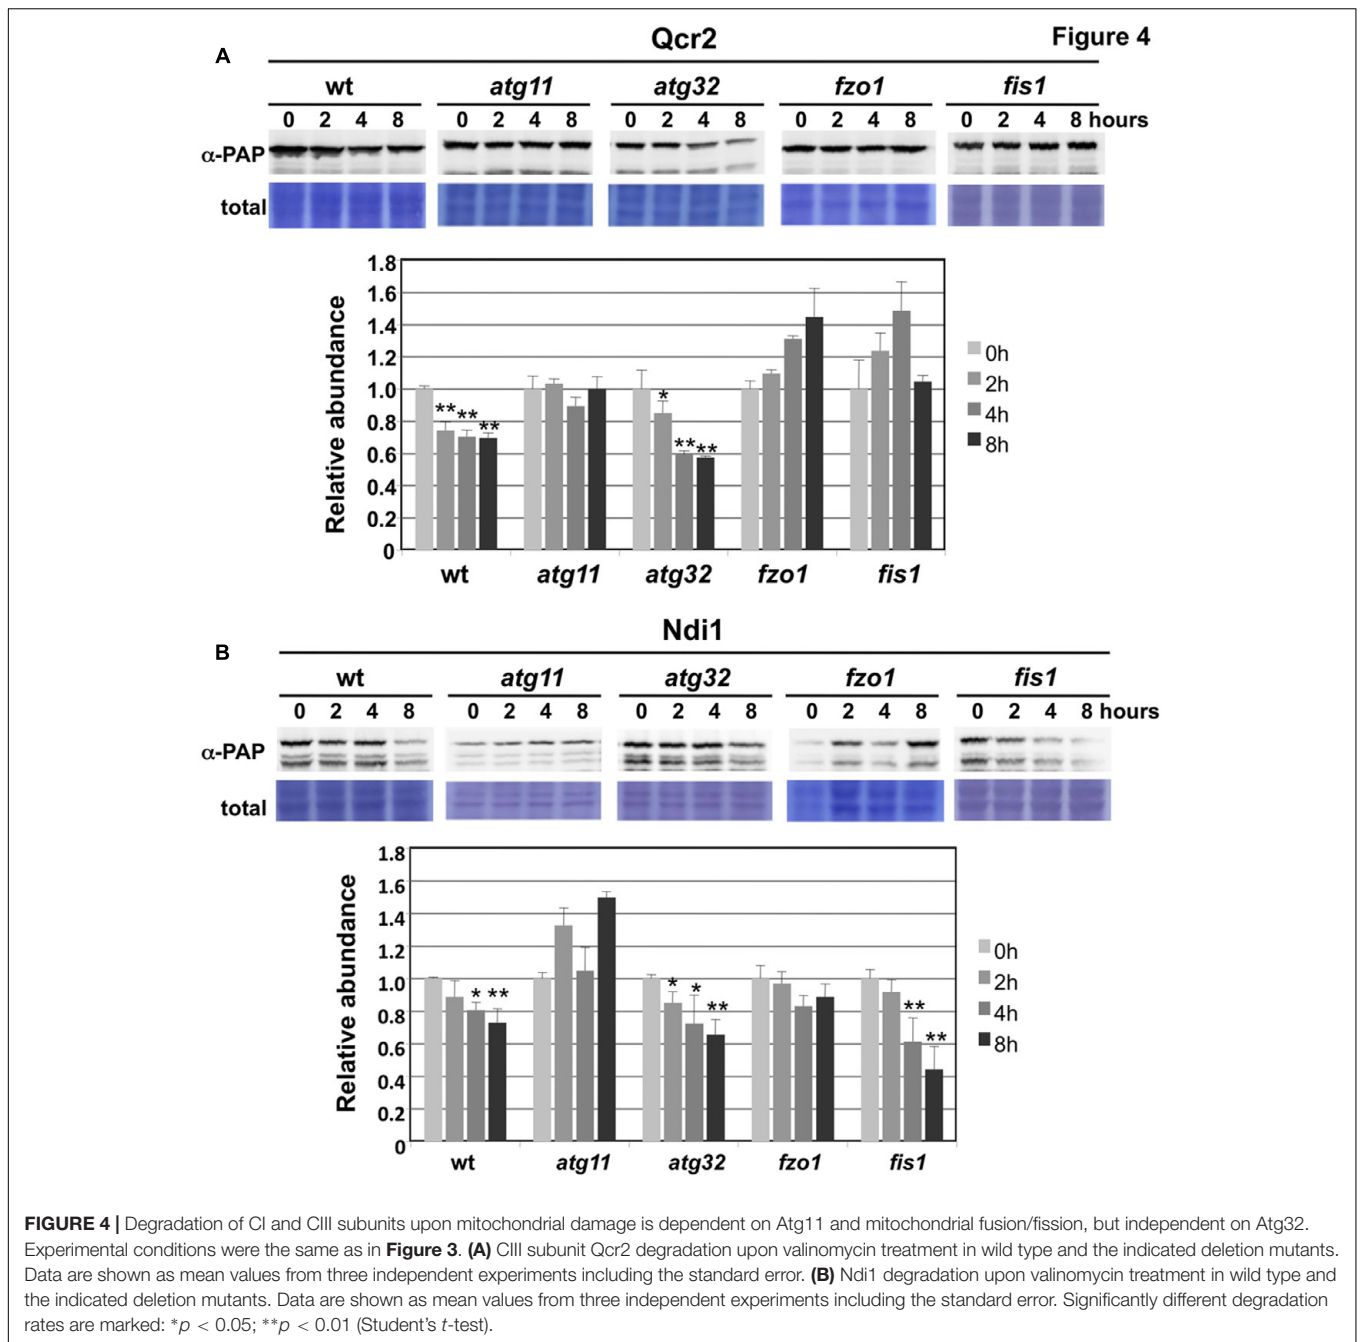 A
Qcr2
Figure 4
wt atg11 atg32 fzo1 fis1
0 2 4 8 0 2 4 8 0 2 4 8 0 2 4 8 0 2 4 8 hours
α-PAP
total
1.8
1.6
1.4
1.2
1.0
0.8
0.6
0.4
0.2
0
Relative abundance
** ** ** * ** **
0h
2h
4h
8h
wt atg11 atg32 fzo1 fis1
B
Ndi1
wt atg11 atg32 fzo1 fis1
0 2 4 8 0 2 4 8 0 2 4 8 0 2 4 8 0 2 4 8 hours
α-PAP
total
1.8
1.6
1.4
1.2
1.0
0.8
0.6
0.4
0.2
0
Relative abundance
* ** * * ** ** **
0h
2h
4h
8h
wt atg11 atg32 fzo1 fis1
FIGURE 4 | Degradation of CI and CIII subunits upon mitochondrial damage is dependent on Atg11 and mitochondrial fusion/fission, but independent on Atg32.
Experimental conditions were the same as in Figure 3. (A) CIII subunit Qcr2 degradation upon valinomycin treatment in wild type and the indicated deletion mutants.
Data are shown as mean values from three independent experiments including the standard error. (B) Ndi1 degradation upon valinomycin treatment in wild type and
the indicated deletion mutants. Data are shown as mean values from three independent experiments including the standard error. Significantly different degradation
rates are marked: *p < 0.05; **p < 0.01 (Student's t-test).